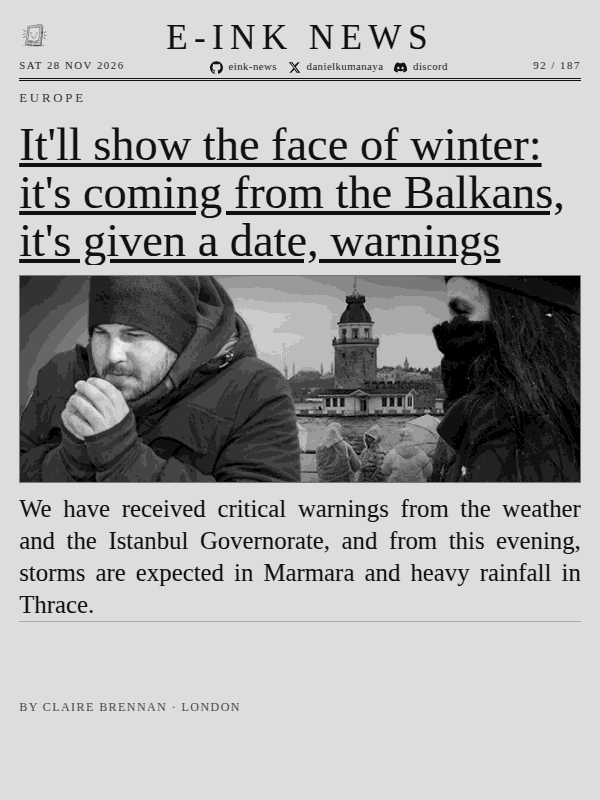 E-INK NEWS
SAT 28 NOV 2026
eink-news danielkumanaya discord
92 / 187
EUROPE
It'll show the face of winter:
it's coming from the Balkans,
it's given a date, warnings
We have received critical warnings from the weather
and the Istanbul Governorate, and from this evening,
storms are expected in Marmara and heavy rainfall in
Thrace.
BY CLAIRE BRENNAN · LONDON